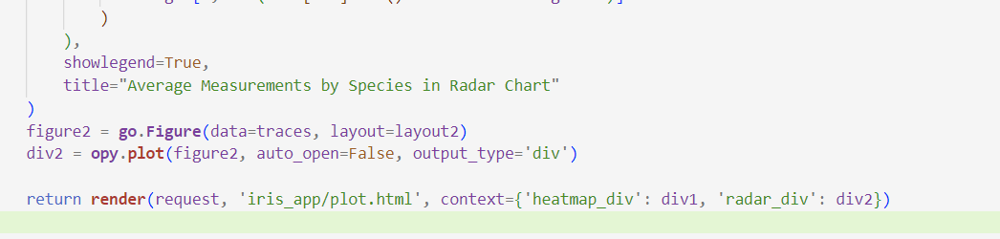 )
),
showlegend=True,
title="Average Measurements by Species in Radar Chart"
)
figure2 = go.Figure(data=traces, layout=layout2)
div2 = opy.plot(figure2, auto_open=False, output_type='div')
return render(request, 'iris_app/plot.html', context={'heatmap_div': div1, 'radar_div': div2})